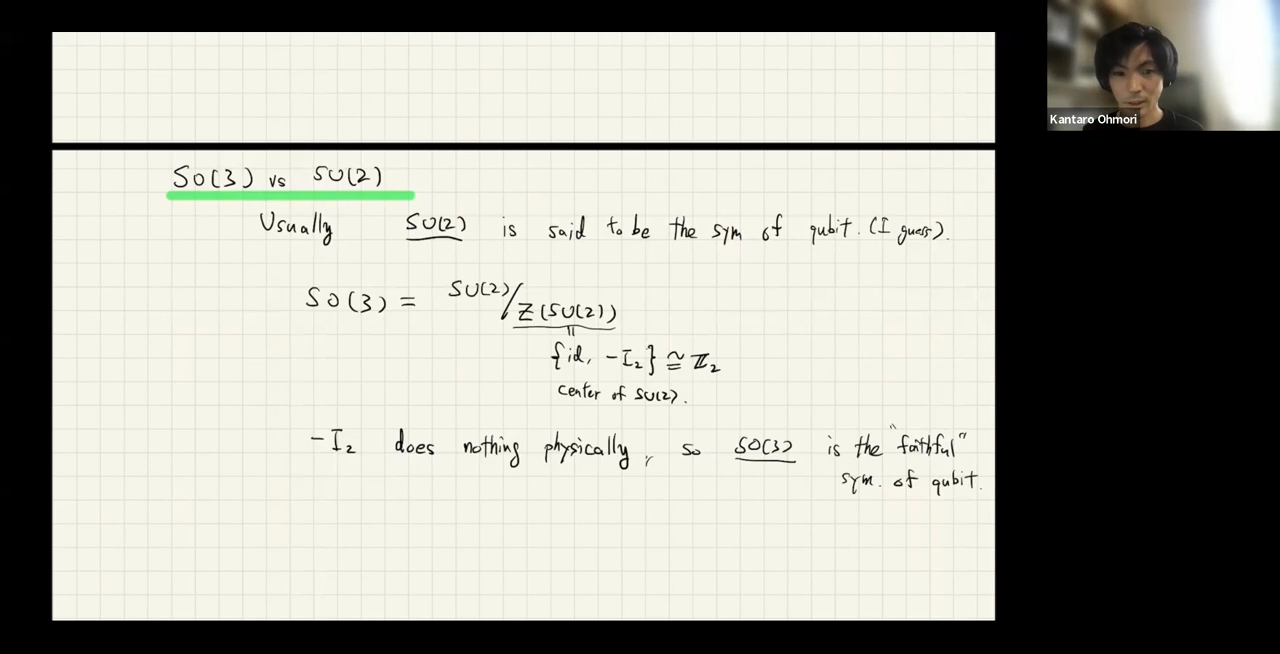 SO(3) vs SU(2)
Usually SU(2) is said to be the sym of qubit. (I guess).
SO(3) = SU(2)/Z(SU(2))
{id, -I₂} ≅ ℤ₂
center of SU(2).
-I₂ does nothing physically, so SO(3) is the "faithful"
sym. of qubit.
Kantaro Ohmori